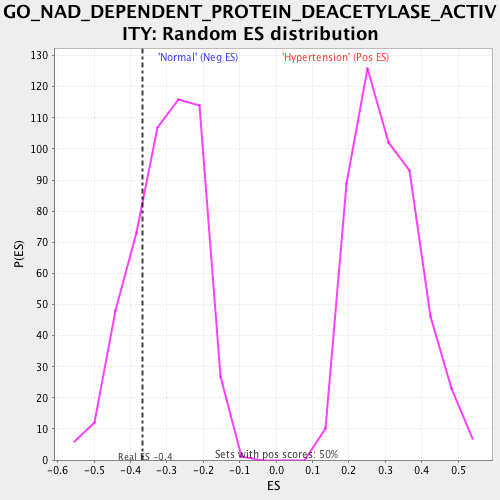 GO_NAD_DEPENDENT_PROTEIN_DEACETYLASE_ACTIV
ITY: Random ES distribution
'Normal' (Neg ES) 'Hypertension' (Pos ES)
130
120
110
100
90
80
70
60
50
40
30
20
10
0
P(ES)
Real ES -0.4
Sets with pos scores: 50%
-0.6 -0.5 -0.4 -0.3 -0.2 -0.1 0.0 0.1 0.2 0.3 0.4 0.5
ES